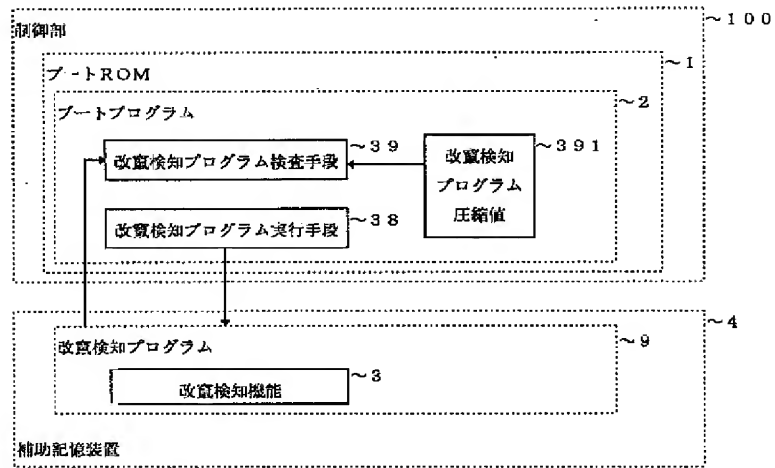 制御部
~100
ブートROM
~1
ブートプログラム
~2
改竄検知プログラム検査手段
~39
改竄検知
プログラム
圧縮値
~391
改竄検知プログラム実行手段
~38
~4
改竄検知プログラム
~9
改竄検知機能
~3
補助記憶装置